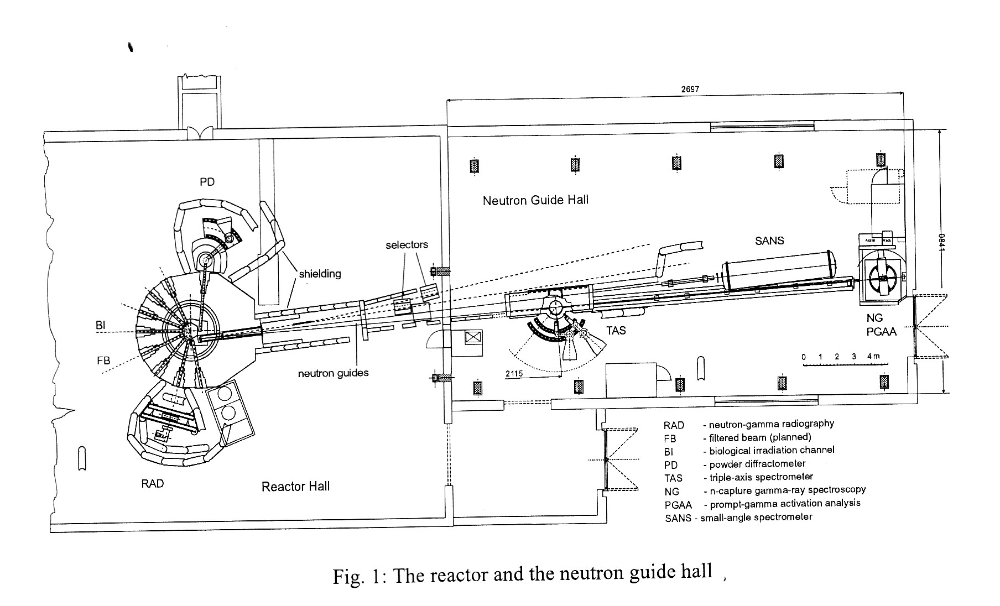 2697
PD
Neutron Guide Hall
selectors
SANS
shielding
Rack
BI
NG
TAS
PGAA
FB
0 1 2 3 4m
neutron guides
2115
RAD - neutron-gamma radiography
FB - filtered beam (planned)
BI - biological irradiation channel
PD - powder diffractometer
TAS - triple-axis spectrometer
NG - n-capture gamma-ray spectroscopy
PGAA - prompt-gamma activation analysis
SANS - small-angle spectrometer
RAD
Reactor Hall
Fig. 1: The reactor and the neutron guide hall